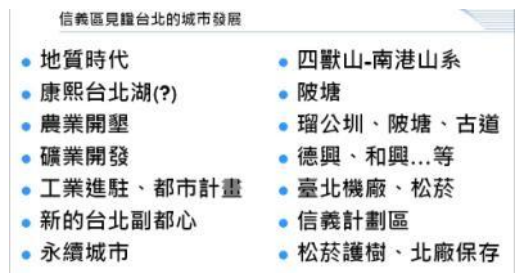 信義區見證台北的城市發展
地質時代
康熙台北湖(?)
農業開墾
礦業開發
工業進駐、都市計畫
新的台北副都心
永續城市
四獸山-南港山系
陂塘
瑠公圳、陂塘、古道
德興、和興...等
臺北機廠、松菸
信義計劃區
松菸護樹、北廠保存